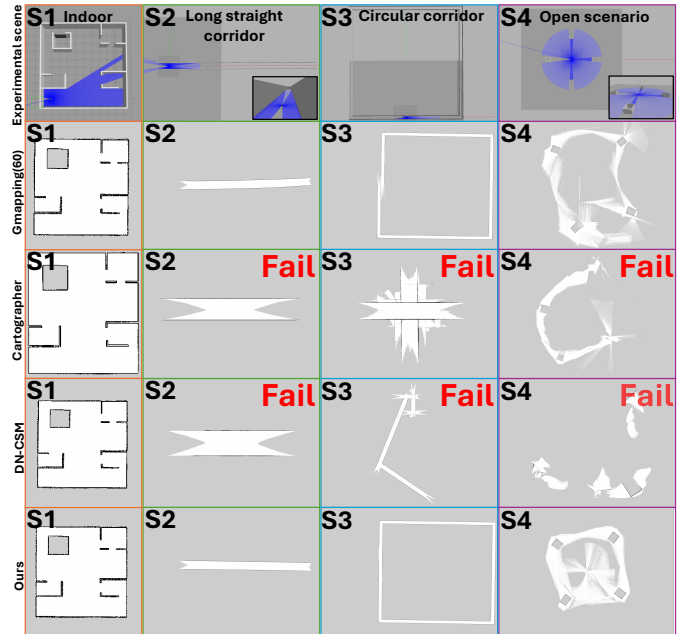 Experimental scene
S1 Indoor
S2 Long straight
corridor
S3 Circular corridor
S4 Open scenario
Gmapping(60)
S1
S2
S3
S4
Cartographer
S1
S2 Fail
S3 Fail
S4 Fail
DN-CSM
S1
S2 Fail
S3 Fail
S4 Fail
Ours
S1
S2
S3
S4